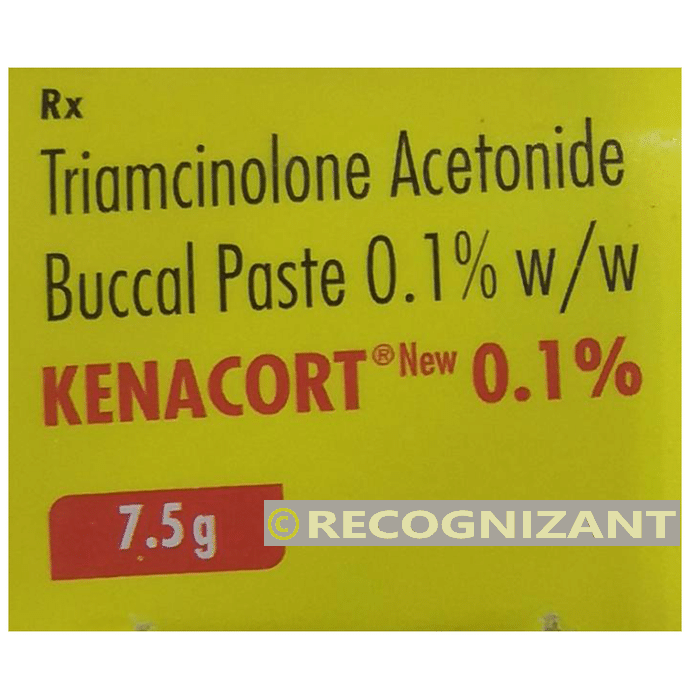 Rx
Triamcinolone Acetonide
Buccal Paste 0.1% w/w
KENACORT® New 0.1%
7.5g
© RECOGNIZANT